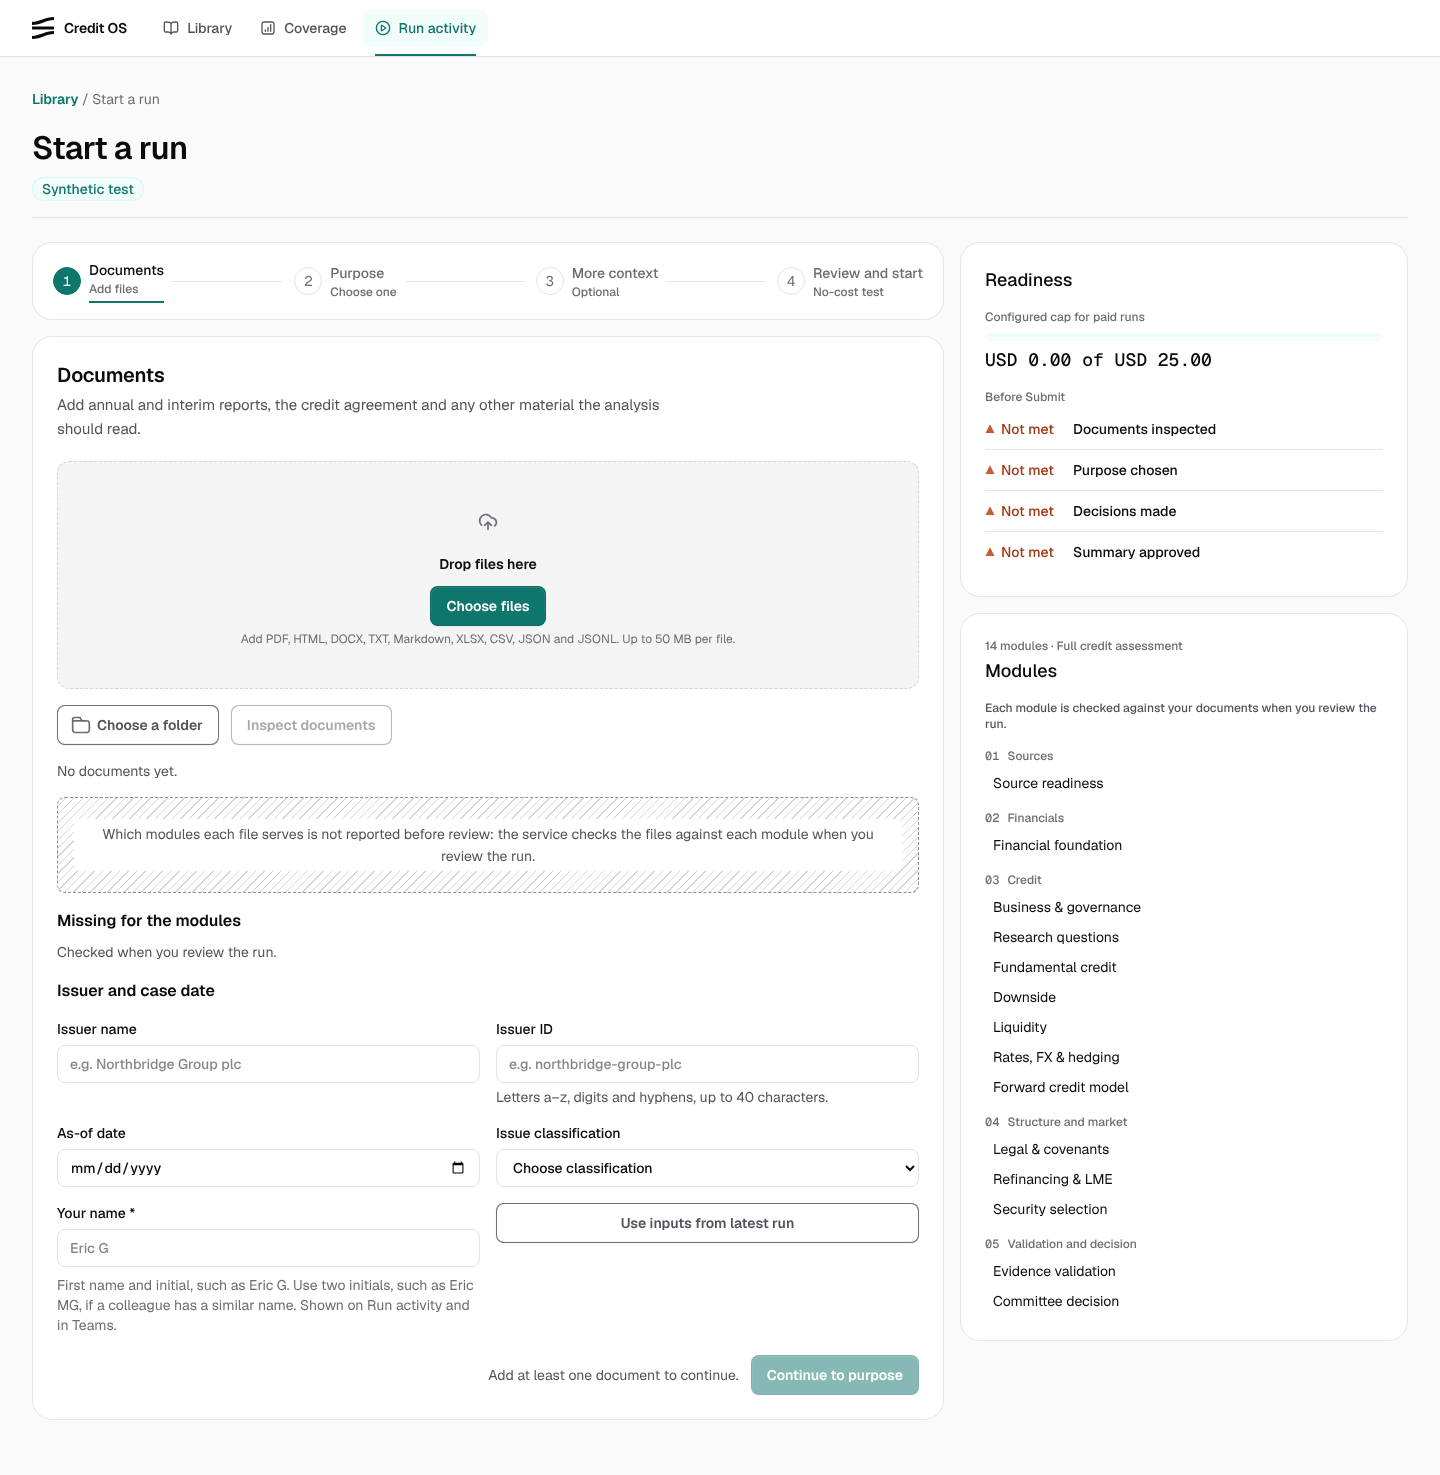 Credit OS
Library
Coverage
Run activity
Library / Start a run
Start a run
Synthetic test
1
Documents
Add files
2
Purpose
Choose one
3
More context
Optional
4
Review and start
No-cost test
Documents
Add annual and interim reports, the credit agreement and any other material the analysis
should read.
Drop files here
Choose files
Add PDF, HTML, DOCX, TXT, Markdown, XLSX, CSV, JSON and JSONL. Up to 50 MB per file.
Choose a folder
Inspect documents
No documents yet.
Which modules each file serves is not reported before review: the service checks the files against each module when you
review the run.
Missing for the modules
Checked when you review the run.
Issuer and case date
Issuer name
e.g. Northbridge Group plc
Issuer ID
e.g. northbridge-group-plc
Letters a–z, digits and hyphens, up to 40 characters.
As-of date
mm/dd/yyyy
Issue classification
Choose classification
Your name *
Eric G
First name and initial, such as Eric G. Use two initials, such as Eric
MG, if a colleague has a similar name. Shown on Run activity and
in Teams.
Use inputs from latest run
Add at least one document to continue.
Continue to purpose
Readiness
Configured cap for paid runs
USD 0.00 of USD 25.00
Before Submit
Not met Documents inspected
Not met Purpose chosen
Not met Decisions made
Not met Summary approved
14 modules · Full credit assessment
Modules
Each module is checked against your documents when you review the
run.
01 Sources
Source readiness
02 Financials
Financial foundation
03 Credit
Business & governance
Research questions
Fundamental credit
Downside
Liquidity
Rates, FX & hedging
Forward credit model
04 Structure and market
Legal & covenants
Refinancing & LME
Security selection
05 Validation and decision
Evidence validation
Committee decision